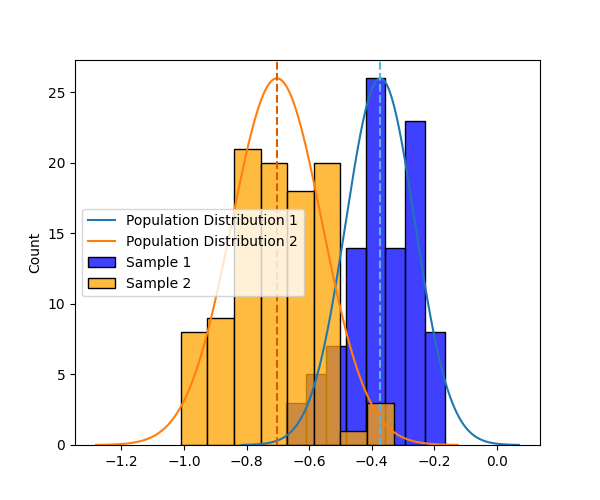 25
20
15
10
5
0
Count
Population Distribution 1
Population Distribution 2
Sample 1
Sample 2
−1.2 −1.0 −0.8 −0.6 −0.4 −0.2 0.0